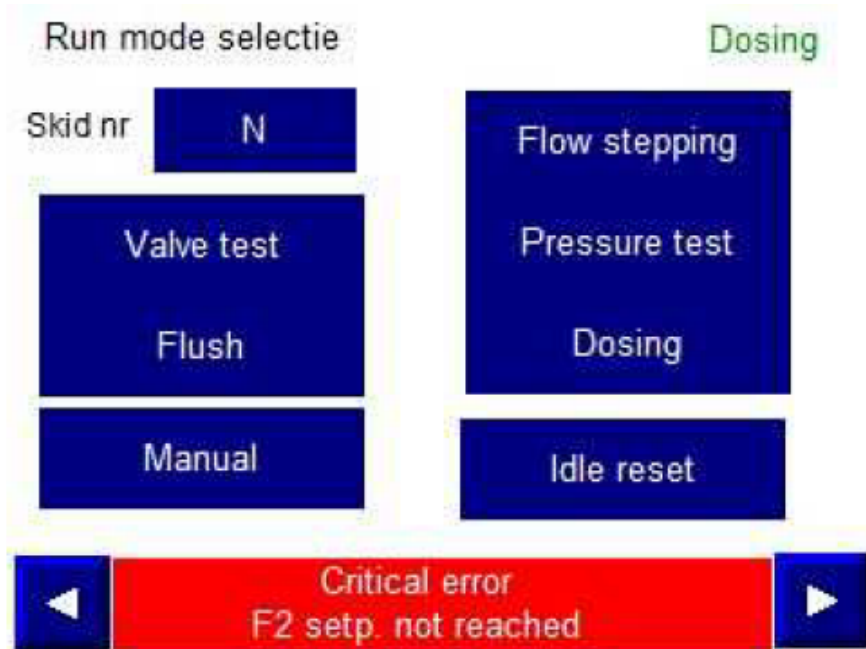 Run mode selectie
Dosing
Skid nr
N
Valve test
Flush
Manual
Flow stepping
Pressure test
Dosing
Idle reset
Critical error
F2 setp. not reached